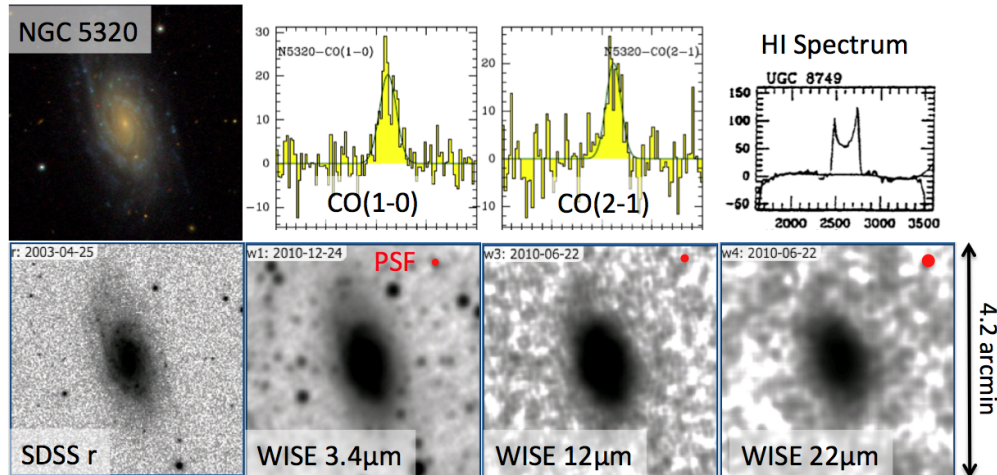 NGC 5320
30
20
10
0
−10
N5320−CO(1−0)
CO(1-0)
20
10
0
−10
N5320−CO(2−1)
CO(2-1)
HI Spectrum
UGC 8749
150
100
50
0
-50
2000
2500
3000
3500
r: 2003-04-25
SDSS r
w1: 2010-12-24
PSF
WISE 3.4μm
w3: 2010-06-22
WISE 12μm
w4: 2010-06-22
WISE 22μm
4.2 arcmin